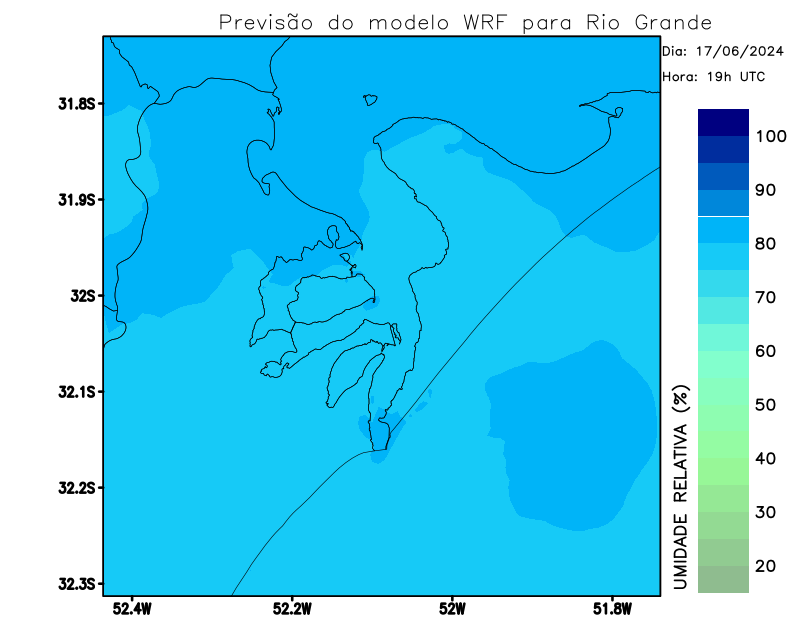 Previsão do modelo WRF para Rio Grande
Dia: 17/06/2024
Hora: 19h UTC
31.8S
31.9S
32S
32.1S
32.2S
32.3S
52.4W
52.2W
52W
51.8W
100
90
80
70
60
50
40
30
20
UMIDADE RELATIVA (%)